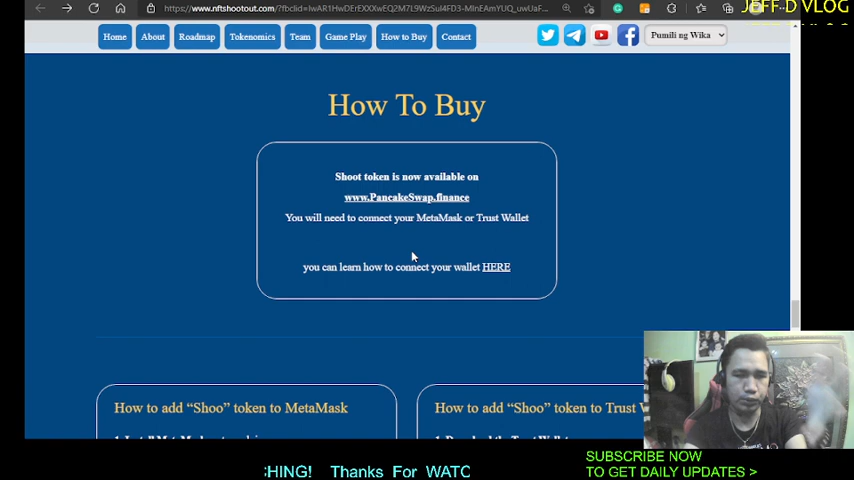 https://www.nftshootout.com/?fbclid=
JEFF-D VLOG
Home About Roadmap Tokenomics Team Game Play How to Buy Contact Pumili ng Wika
How To Buy
Shoot token is now available on
www.PancakeSwap.finance
You will need to connect your MetaMask or Trust Wallet
you can learn how to connect your wallet HERE
How to add “Shoo” token to MetaMask
How to add “Shoo” token to Trust W
HING! Thanks For WATC
SUBSCRIBE NOW
TO GET DAILY UPDATES >